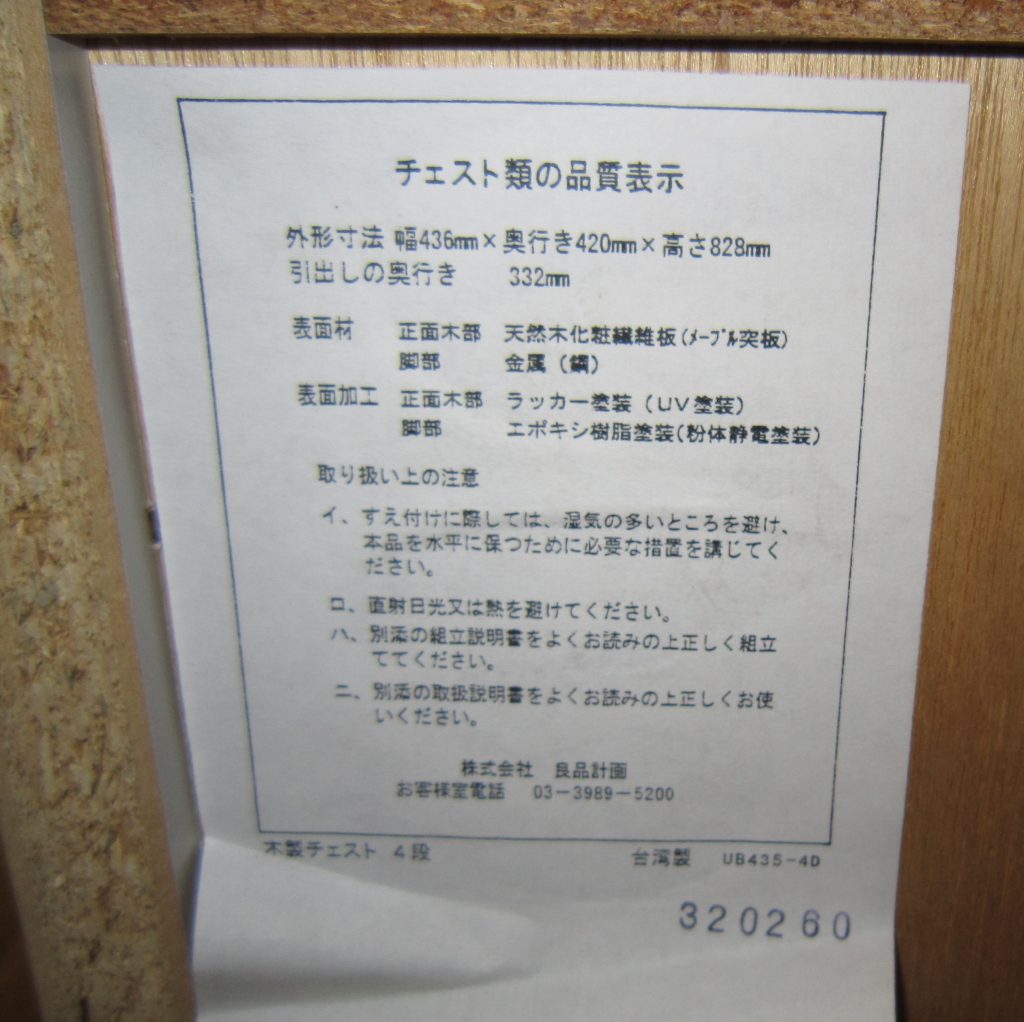 チェスト類の品質表示
外形寸法 幅436mm×奥行き420mm×高さ828mm
引出しの奥行き 332mm
表面材 正面木部 天然木化粧繊維板(メープル突板)
脚部 金属(鋼)
表面加工 正面木部 ラッカー塗装(UV塗装)
脚部 エポキシ樹脂塗装(粉体静電塗装)
取り扱い上の注意
イ、すえ付けに際しては、湿気の多いところを避け、
本品を水平に保つために必要な措置を講じてく
ださい。
ロ、直射日光又は熱を避けてください。
ハ、別添の組立説明書をよくお読みの上正しく組立
ててください。
ニ、別添の取扱説明書をよくお読みの上正しくお使
いください。
株式会社 良品計画
お客様室電話 03-3989-5200
木製チェスト 4段 台湾製 UB435-4D
320260